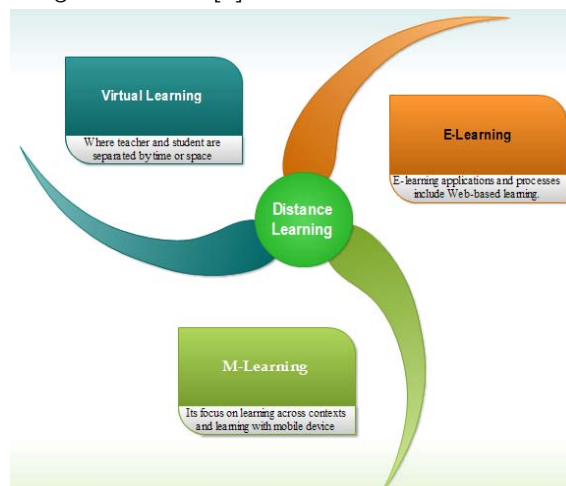 Virtual Learning
Where teacher and student are
separated by time or space
E-Learning
E-learning applications and processes
include Web-based learning.
Distance
Learning
M-Learning
Its focus on learning across contexts
and learning with mobile device